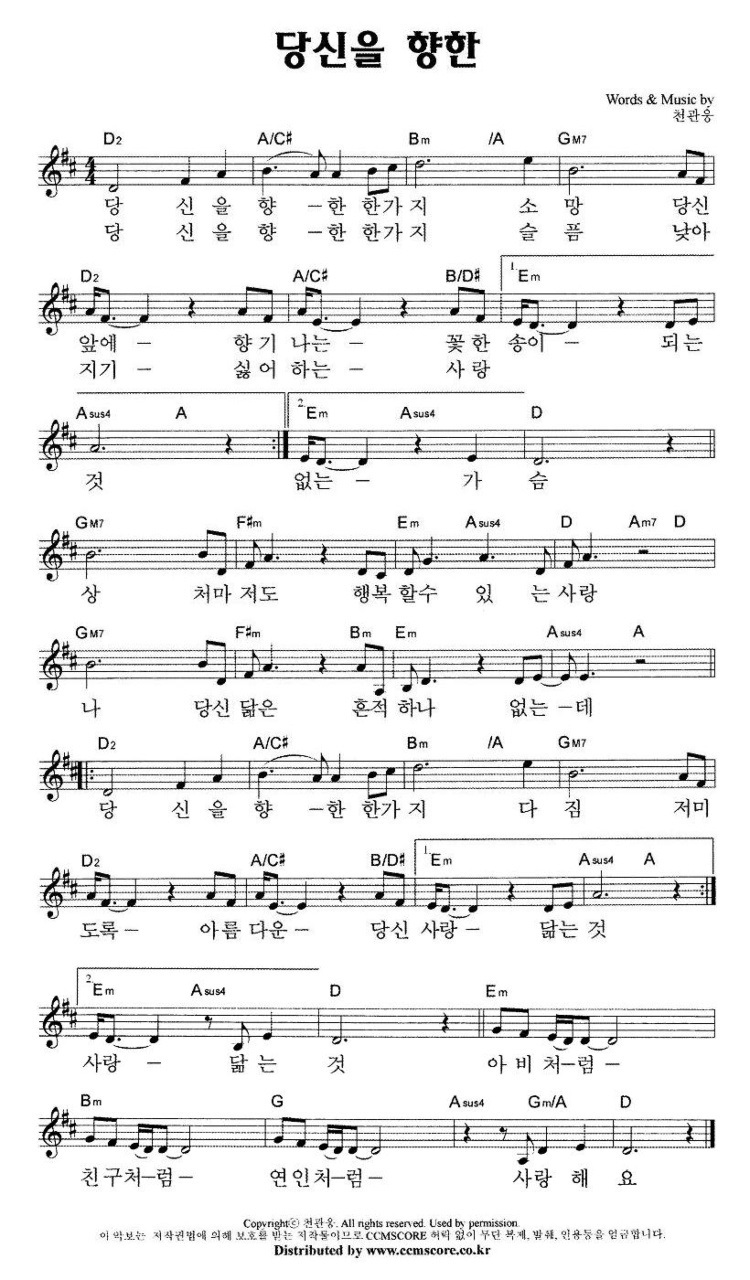 당신을 향한
Words & Music by
천관웅
D2 A/C# Bm /A GM7
당 신 을 향 –한 한가 지 소 망 당신
당 신 을 향 –한 한가 지 슬 픔 낮아
D2 A/C# B/D# 1. Em
앞에 – 향 기 나는 – 꽃 한 송이 – 되 는
지기 – 싫 어 하는 – 사 랑
Asus4 A 2. Em Asus4 D
것 없는 – 가 슴
GM7 F#m Em Asus4 D Am7 D
상 처마 저도 행복 할수 있 는 사랑
GM7 F#m Bm Em Asus4 A
나 당신 닮은 흔적 하나 없는 –데
D2 A/C# Bm /A GM7
당 신 을 향 –한 한가 지 다 짐 저미
D2 A/C# B/D# 1. Em Asus4 A
도록 – 아름 다운 – 당신 사랑 – 닮는 것
2. Em Asus4 D Em
사랑 – 닮 는 것 아 비 처–럼 –
Bm G Asus4 Gm/A D
친구처–럼 – 연인처–럼 – 사랑 해 요
Copyrightⓒ 천관웅. All rights reserved. Used by permission.
이 악보는 저작권법에 의해 보호를 받는 저작물이므로 CCMSCORE 허락 없이 무단 복제, 발췌, 인용등을 엄금합니다.
Distributed by www.ccmscore.co.kr